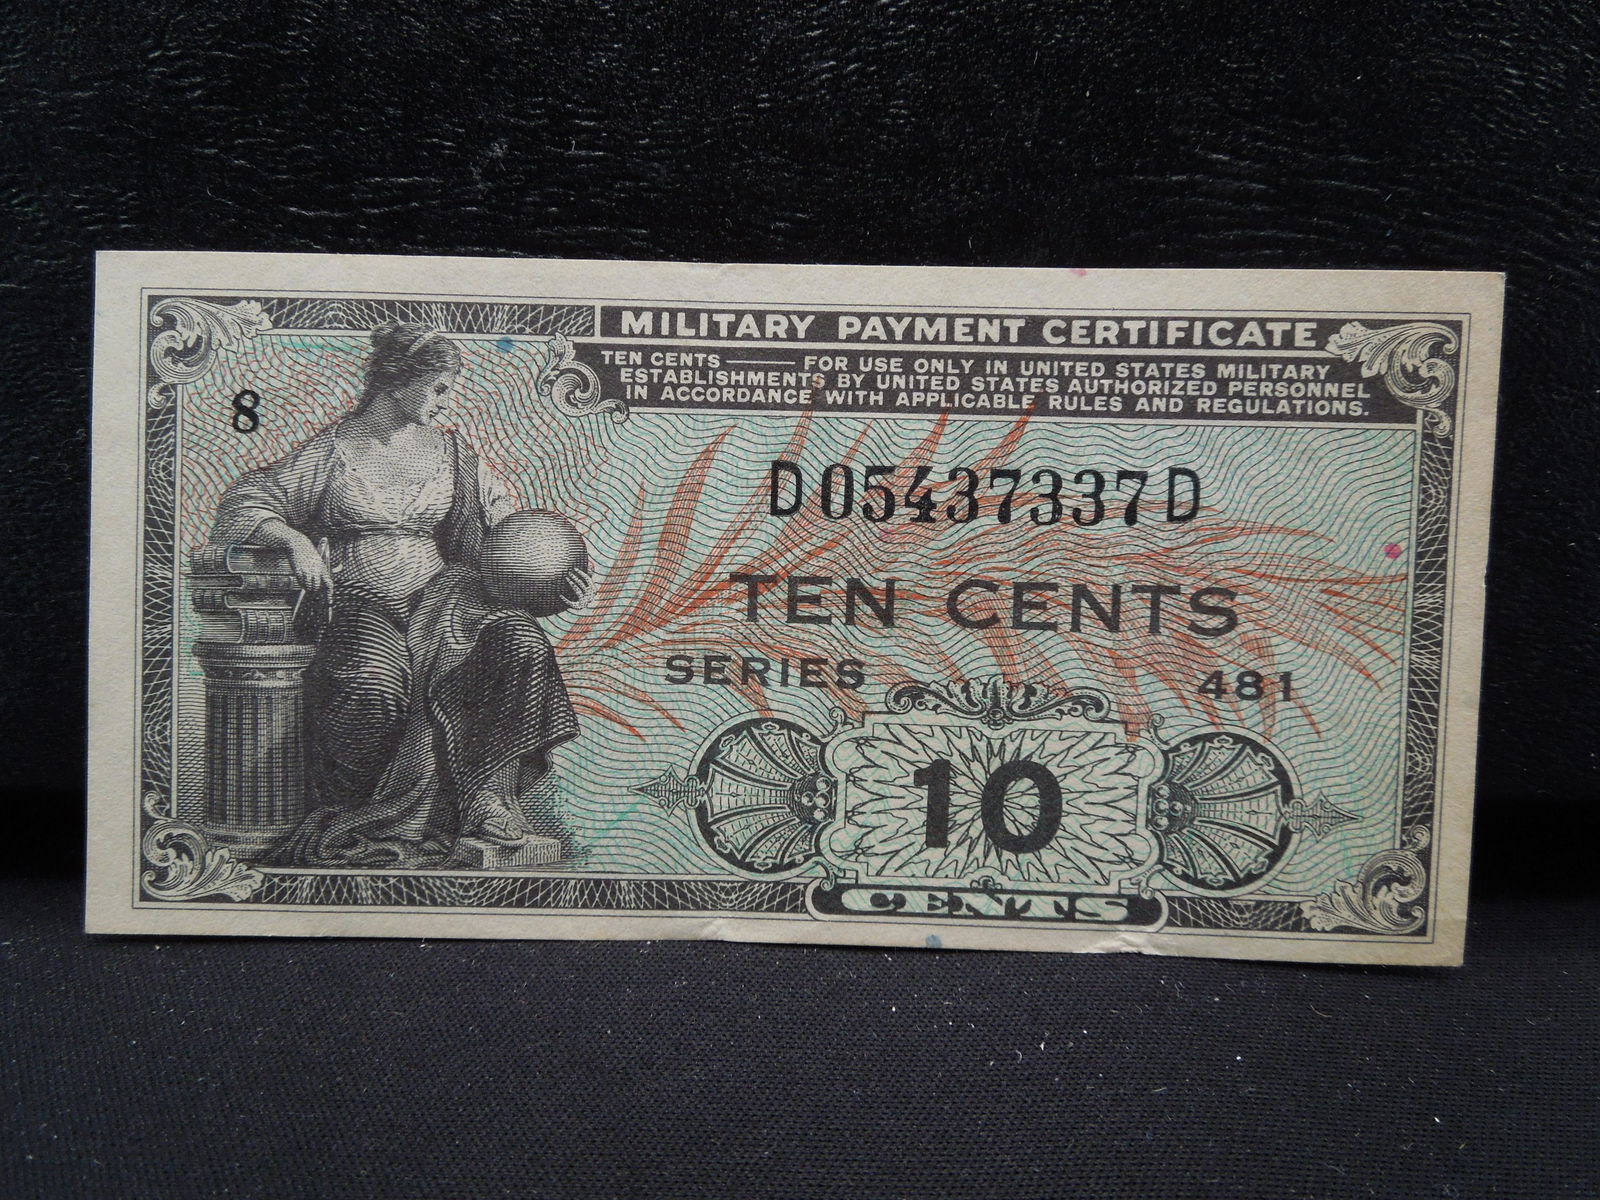 MILITARY PAYMENT CERTIFICATE
TEN CENTS —— FOR USE ONLY IN UNITED STATES MILITARY
ESTABLISHMENTS BY UNITED STATES AUTHORIZED PERSONNEL
IN ACCORDANCE WITH APPLICABLE RULES AND REGULATIONS.
8
D05437337D
TEN CENTS
SERIES 481
10
CENTS